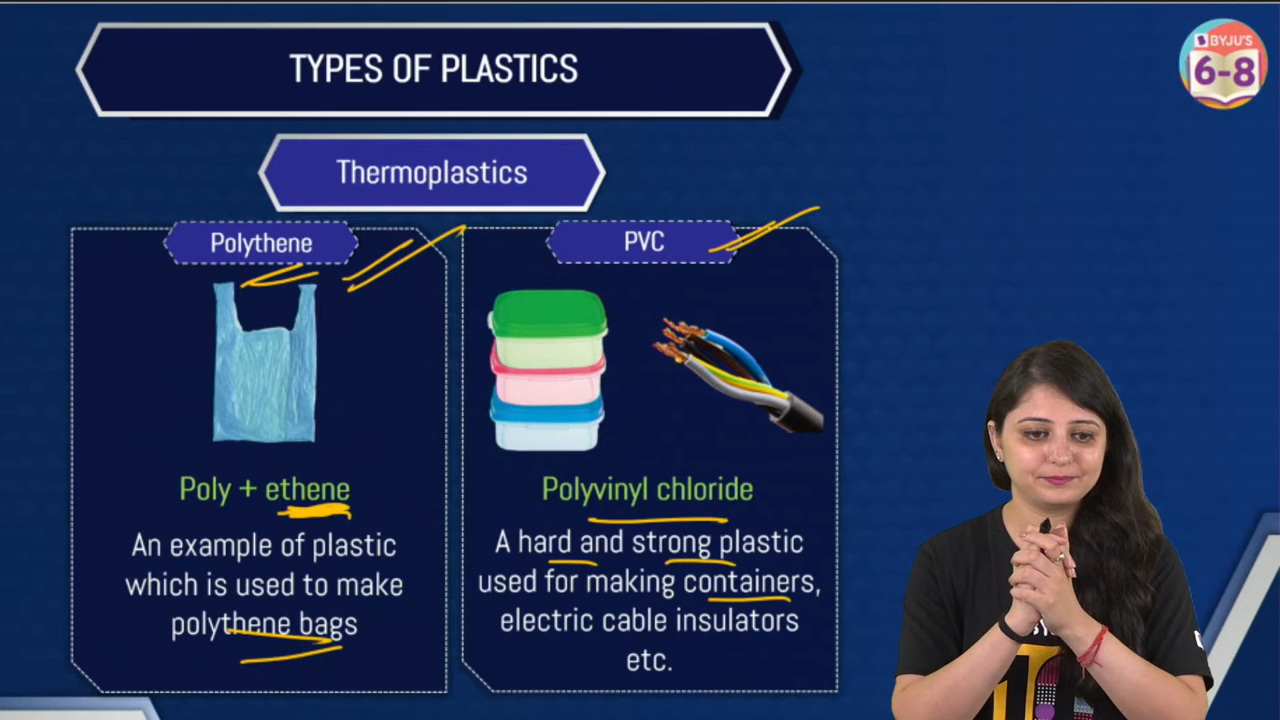 TYPES OF PLASTICS
BYJU'S
6-8
Thermoplastics
Polythene
Poly + ethene
An example of plastic
which is used to make
polythene bags
PVC
Polyvinyl chloride
A hard and strong plastic
used for making containers,
electric cable insulators
etc.